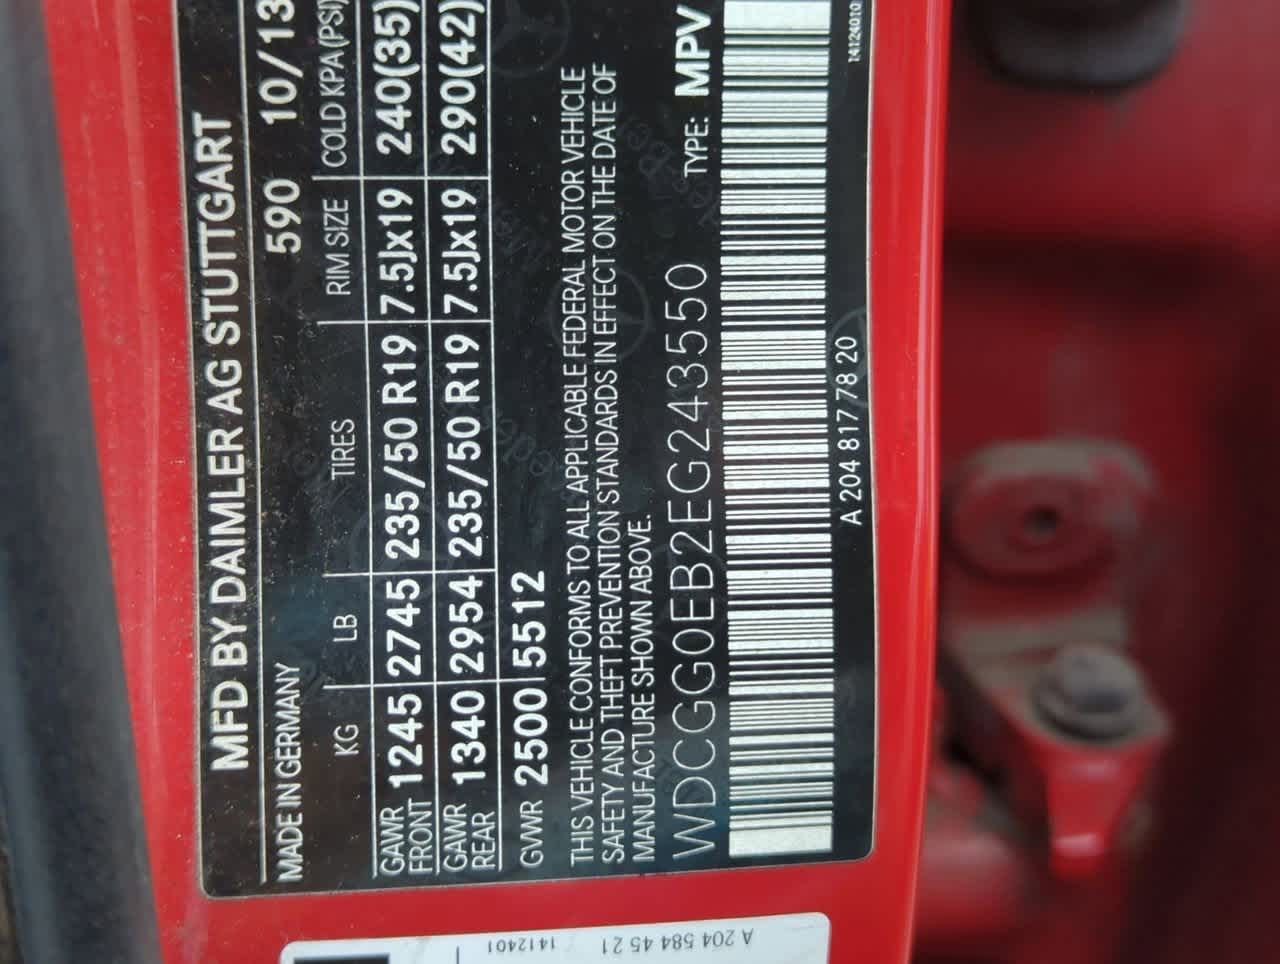 MFD BY DAIMLER AG STUTTGART
MADE IN GERMANY 590 10/13
KG LB TIRES RIM SIZE COLD KPA(PSI)
GAWR FRONT 1245 2745 235/50 R19 7.5Jx19 240(35)
GAWR REAR 1340 2954 235/50 R19 7.5Jx19 290(42)
GVWR 2500 5512
THIS VEHICLE CONFORMS TO ALL APPLICABLE FEDERAL MOTOR VEHICLE
SAFETY AND THEFT PREVENTION STANDARDS IN EFFECT ON THE DATE OF
MANUFACTURE SHOWN ABOVE.
WDCGG0EB2EG243550 TYPE: MPV
A 204 817 78 20
14124010
A 204 584 45 21
1412401